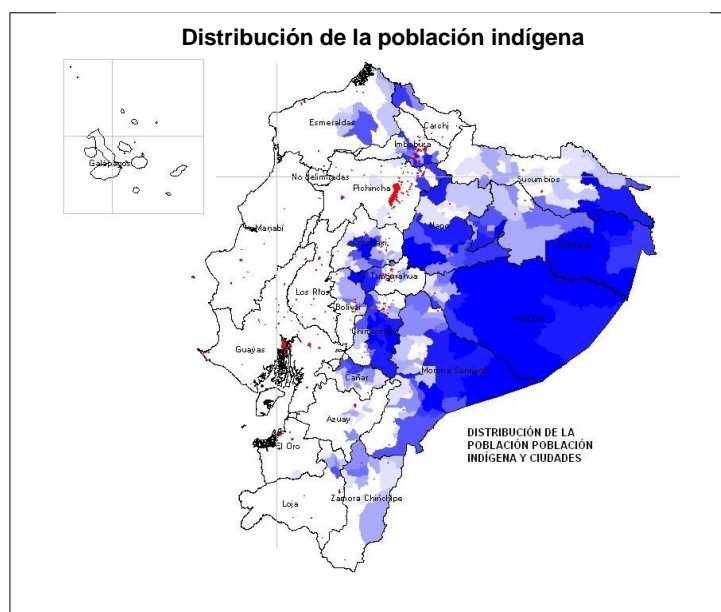 Distribución de la población indígena
Esmeraldas
Carchi
Imbabura
Galápagos
No delimitadas
Sucumbíos
Pichincha
Manabí
Napo
Cotopaxi
Orellana
Tungurahua
Los Ríos
Bolívar
Pastaza
Chimborazo
Guayas
Cañar
Morona Santiago
Azuay
DISTRIBUCIÓN DE LA
POBLACIÓN POBLACIÓN
INDÍGENA Y CIUDADES
El Oro
Loja
Zamora Chinchipe